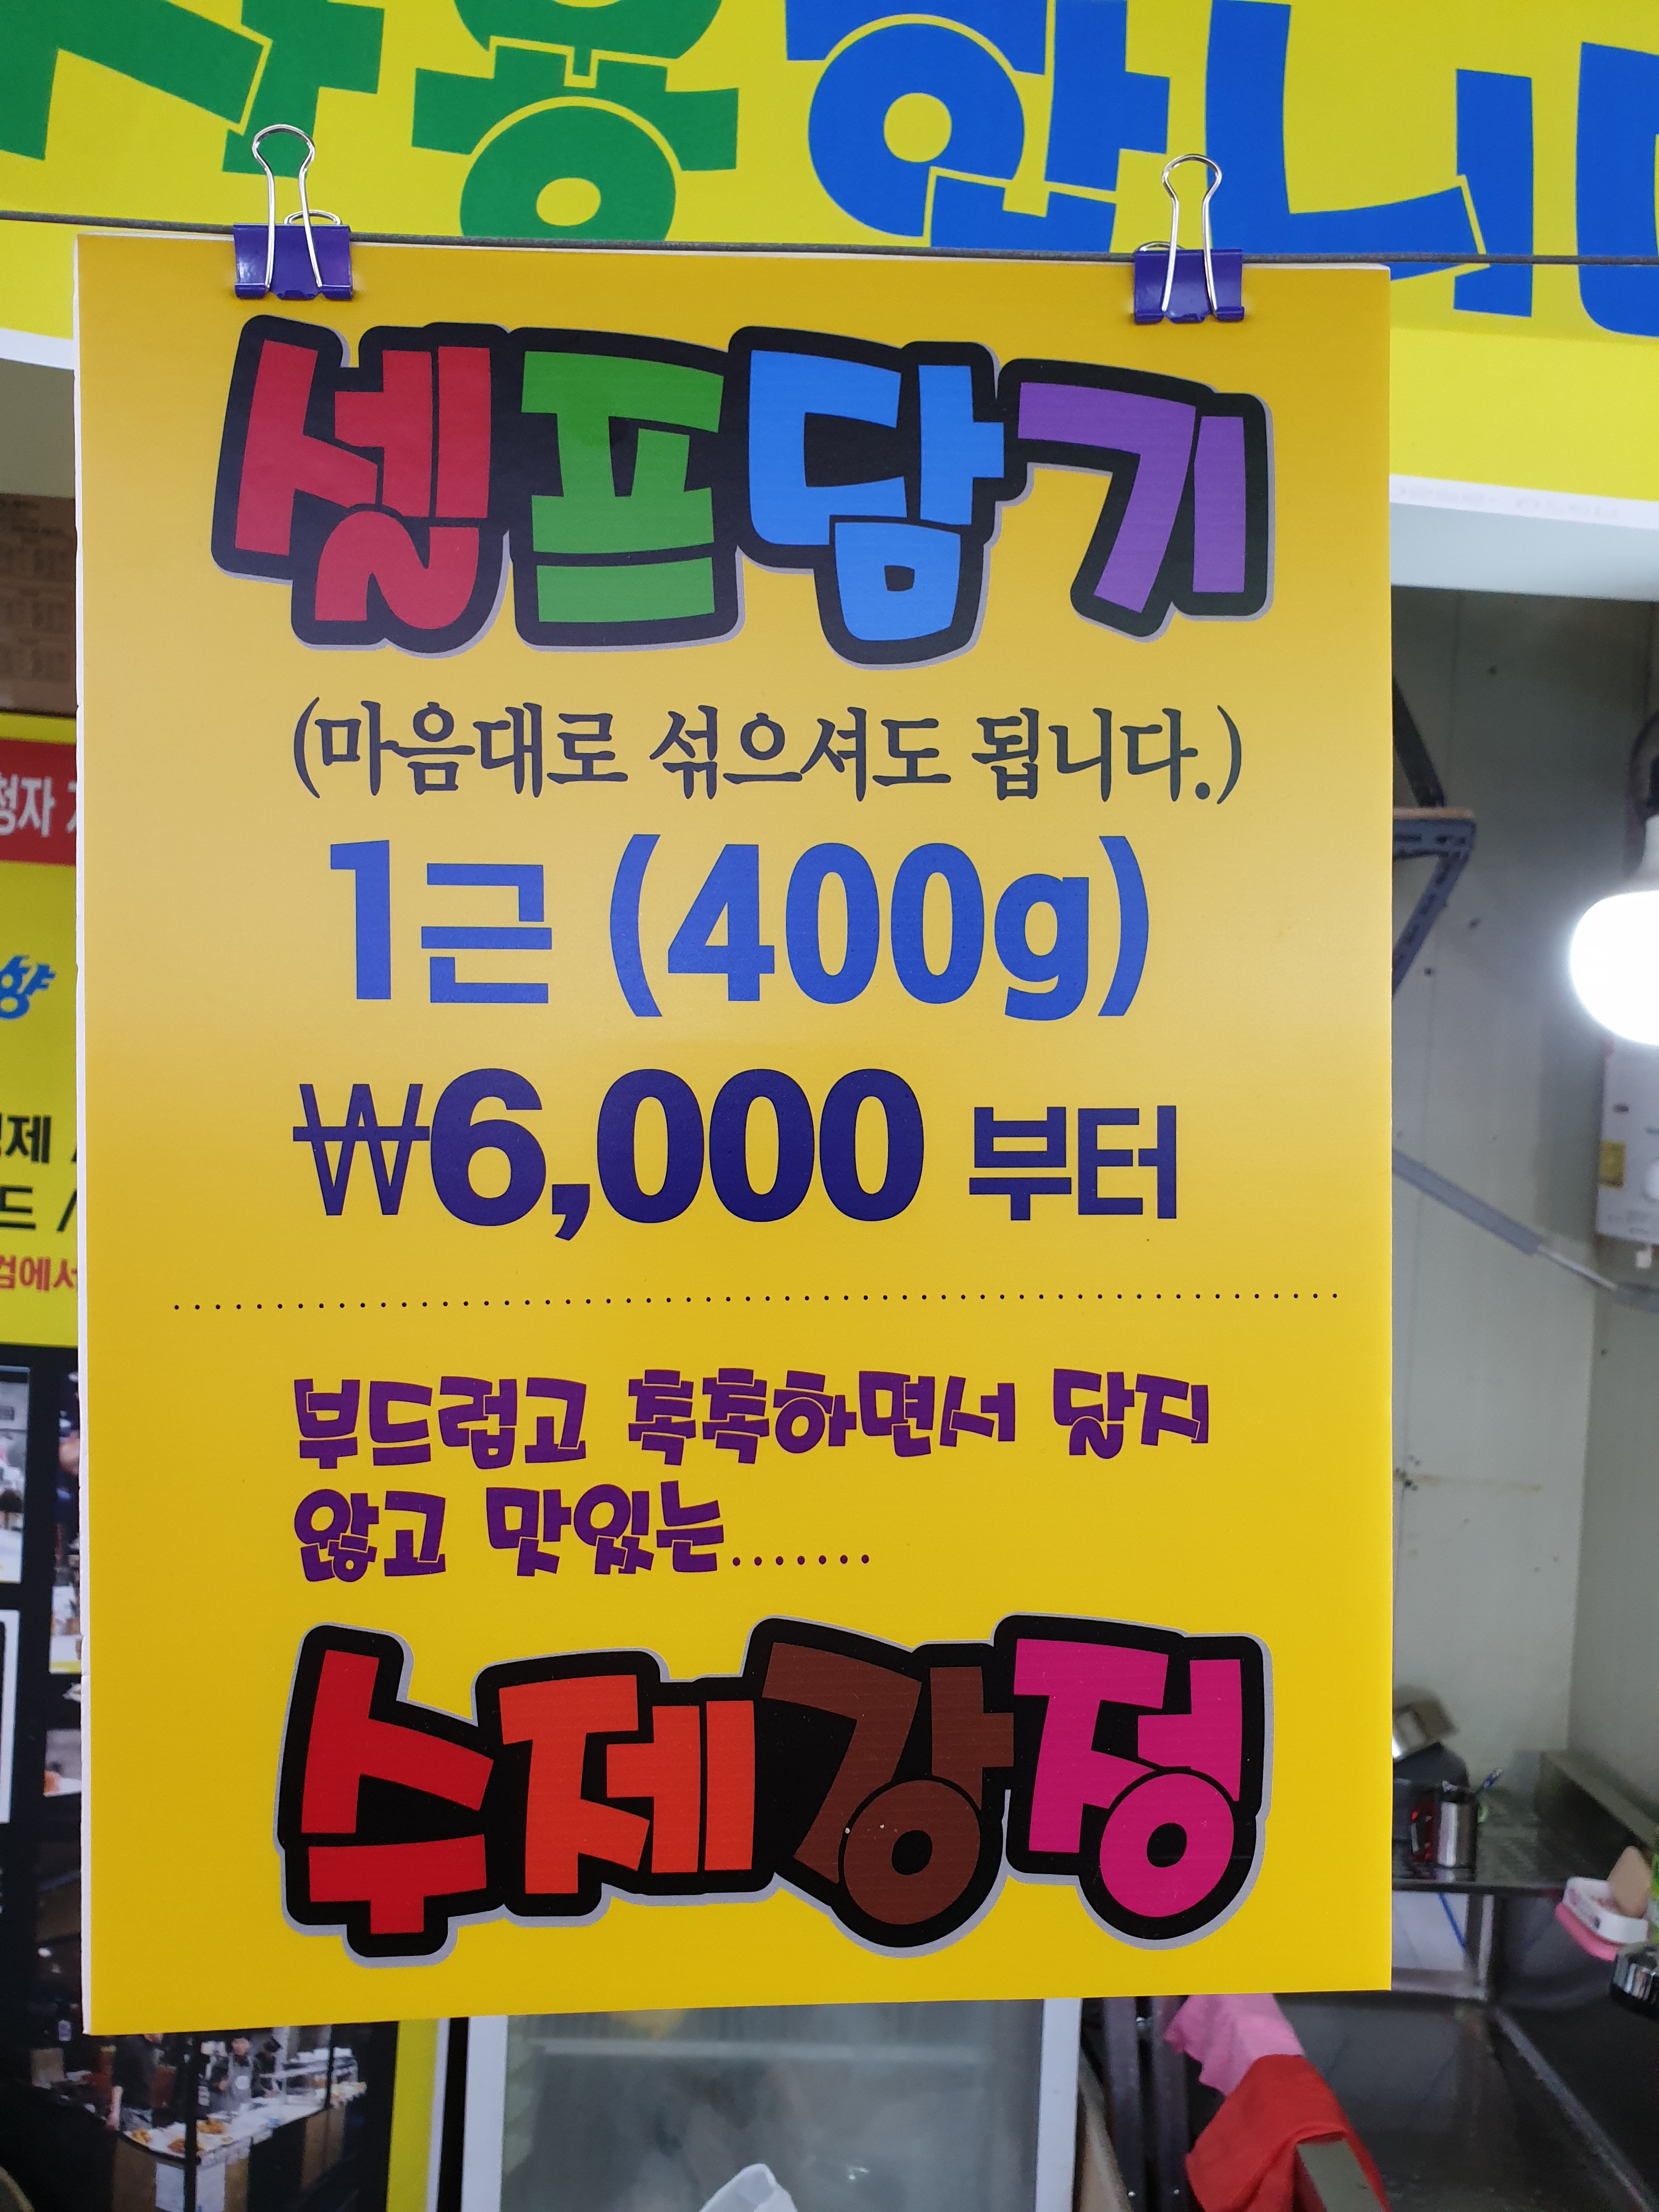 셀프담기
(마음대로 섞으셔도 됩니다.)
1근 (400g)
₩6,000 부터
부드럽고 촉촉하면서 달지
않고 맛있는.......
수제강정